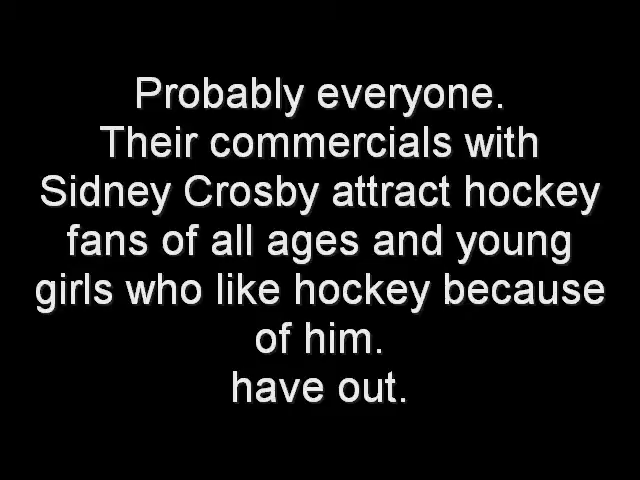 Probably everyone.
Their commercials with
Sidney Crosby attract hockey
fans of all ages and young
girls who like hockey because
of him.
have out.